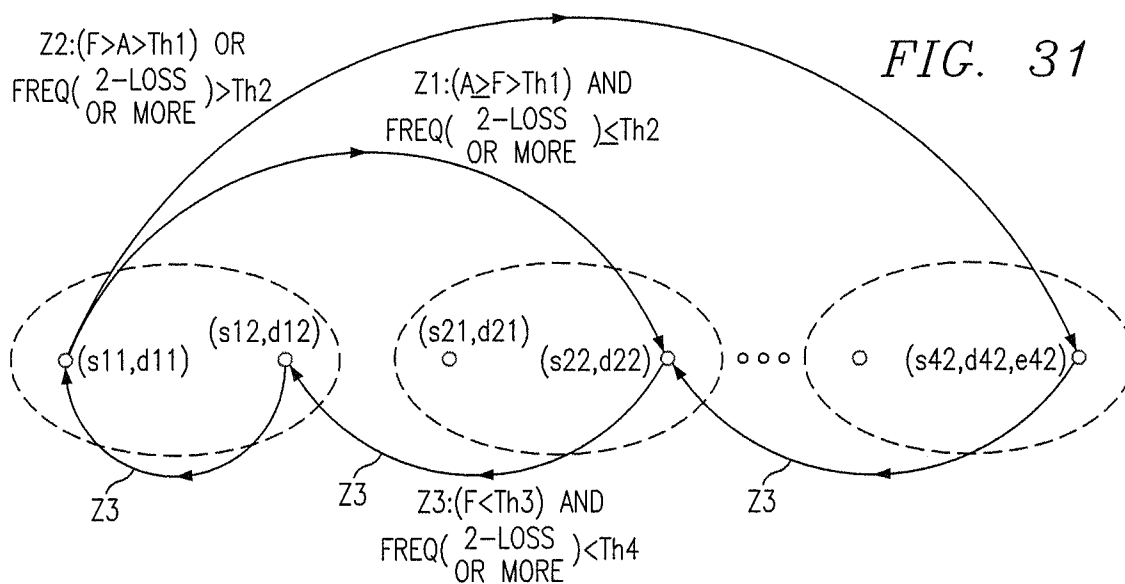 FIG. 31
Z2:(F>A>Th1) OR
FREQ( 2-LOSS OR MORE )>Th2
Z1:(A≥F>Th1) AND
FREQ( 2-LOSS OR MORE )≤Th2
(s11,d11)
(s12,d12)
(s21,d21)
(s22,d22)
(s42,d42,e42)
Z3
Z3
Z3
Z3:(F<Th3) AND
FREQ( 2-LOSS OR MORE )<Th4